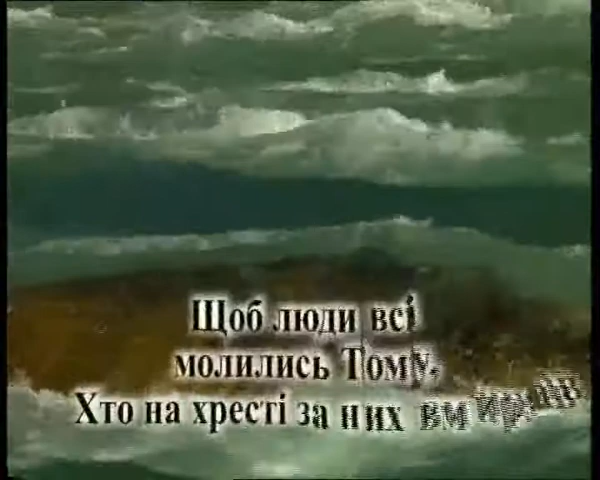 Щоб люди всі
молились Тому,
Хто на хресті за них вмирав